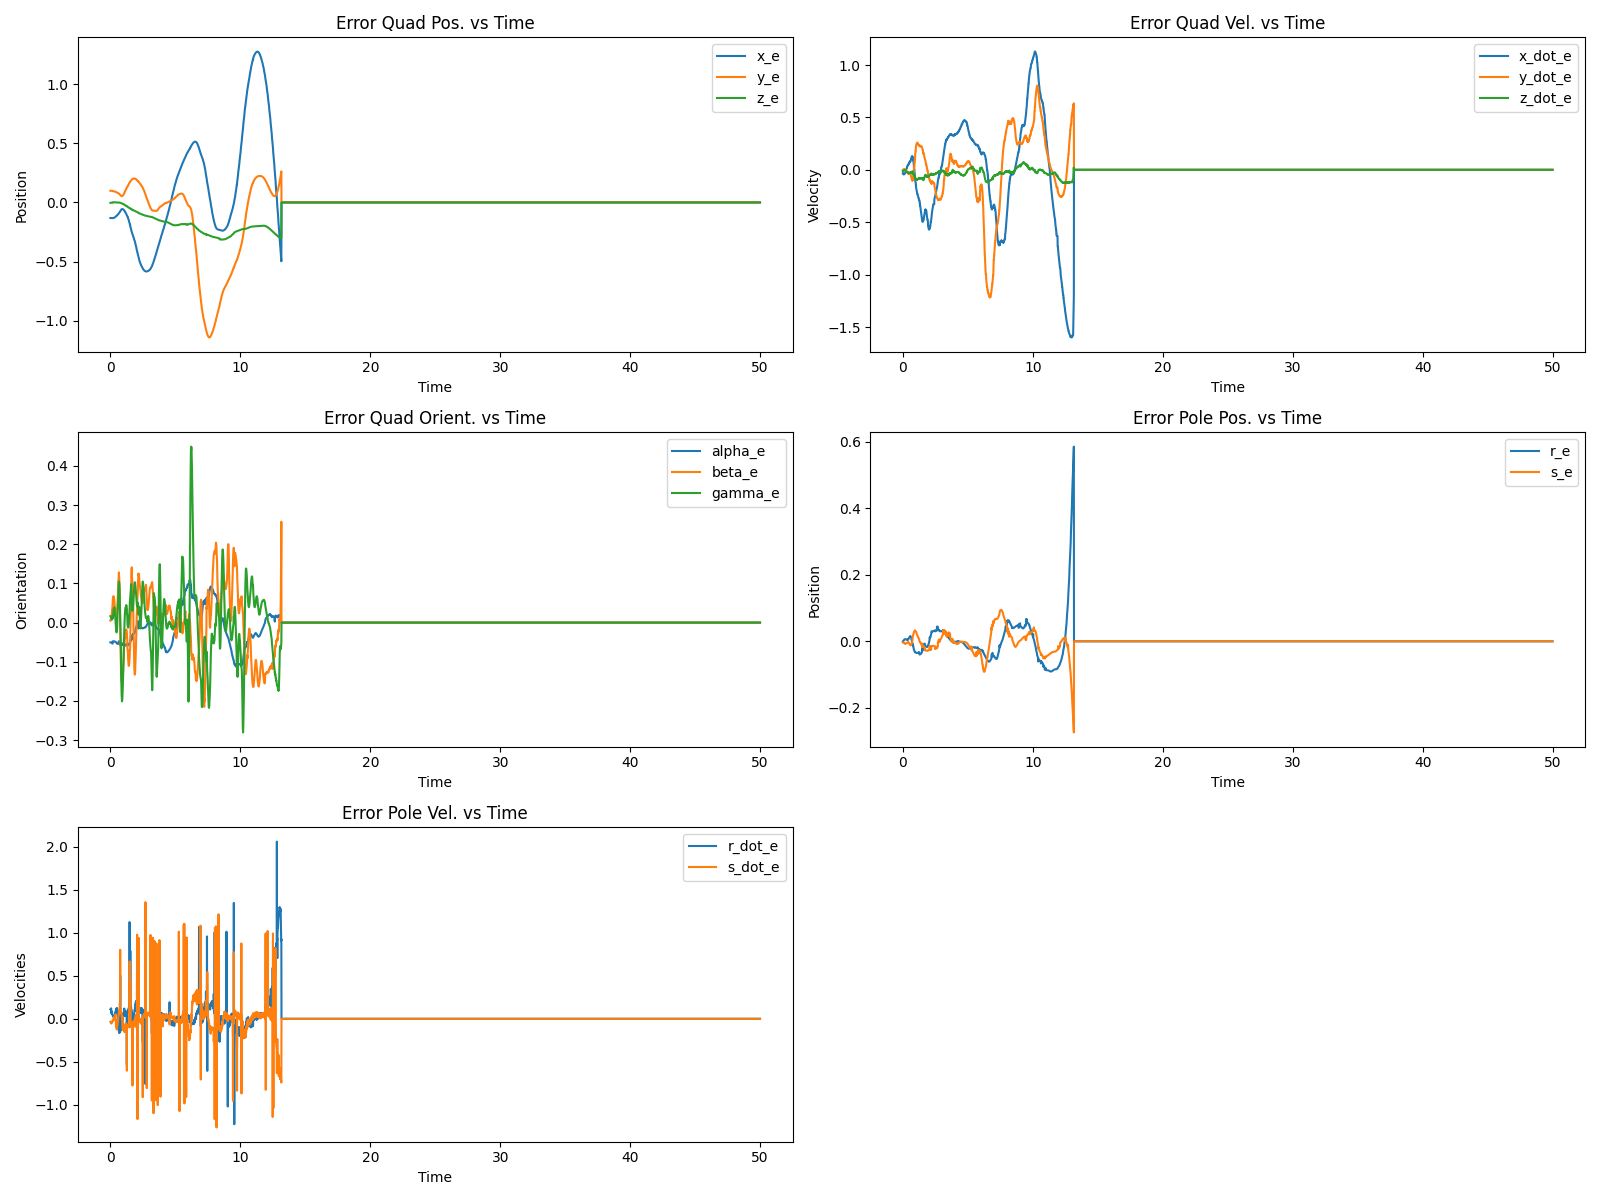 Error Quad Pos. vs Time
Position
1.0
0.5
0.0
−0.5
−1.0
x_e
y_e
z_e
0 10 20 30 40 50
Time
Error Quad Vel. vs Time
Velocity
1.0
0.5
0.0
−0.5
−1.0
−1.5
x_dot_e
y_dot_e
z_dot_e
0 10 20 30 40 50
Time
Error Quad Orient. vs Time
Orientation
0.4
0.3
0.2
0.1
0.0
−0.1
−0.2
−0.3
alpha_e
beta_e
gamma_e
0 10 20 30 40 50
Time
Error Pole Pos. vs Time
Position
0.6
0.4
0.2
0.0
−0.2
r_e
s_e
0 10 20 30 40 50
Time
Error Pole Vel. vs Time
Velocities
2.0
1.5
1.0
0.5
0.0
−0.5
−1.0
r_dot_e
s_dot_e
0 10 20 30 40 50
Time